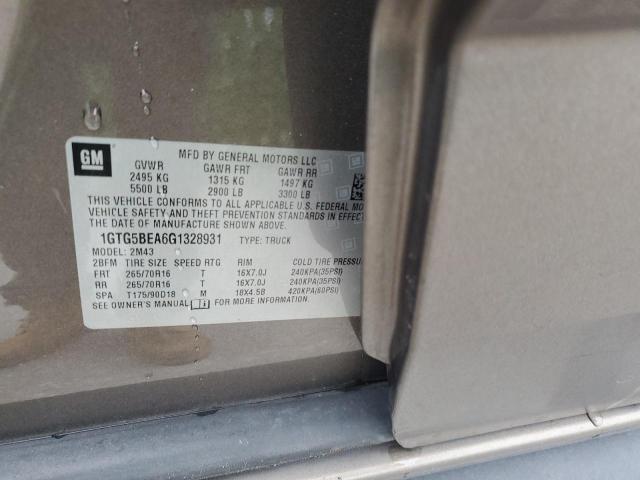 GM
MFD BY GENERAL MOTORS LLC
GVWR GAWR FRT GAWR RR
2495 KG 1315 KG 1497 KG
5500 LB 2900 LB 3300 LB
THIS VEHICLE CONFORMS TO ALL APPLICABLE U.S. FEDERAL MO
VEHICLE SAFETY AND THEFT PREVENTION STANDARDS IN EFFE
THE DATE OF MANUFACTURE SHOWN ABOVE.
1GTG5BEA6G1328931 TYPE: TRUCK
MODEL: 2M43
2BFM TIRE SIZE SPEED RTG RIM COLD TIRE PRESSU
FRT 265/70R16 T 16X7.0J 240KPA(35PSI)
RR 265/70R16 T 16X7.0J 240KPA(35PSI)
SPA T175/90D18 M 18X4.5B 420KPA(60PSI)
SEE OWNER'S MANUAL FOR MORE INFORMATION.